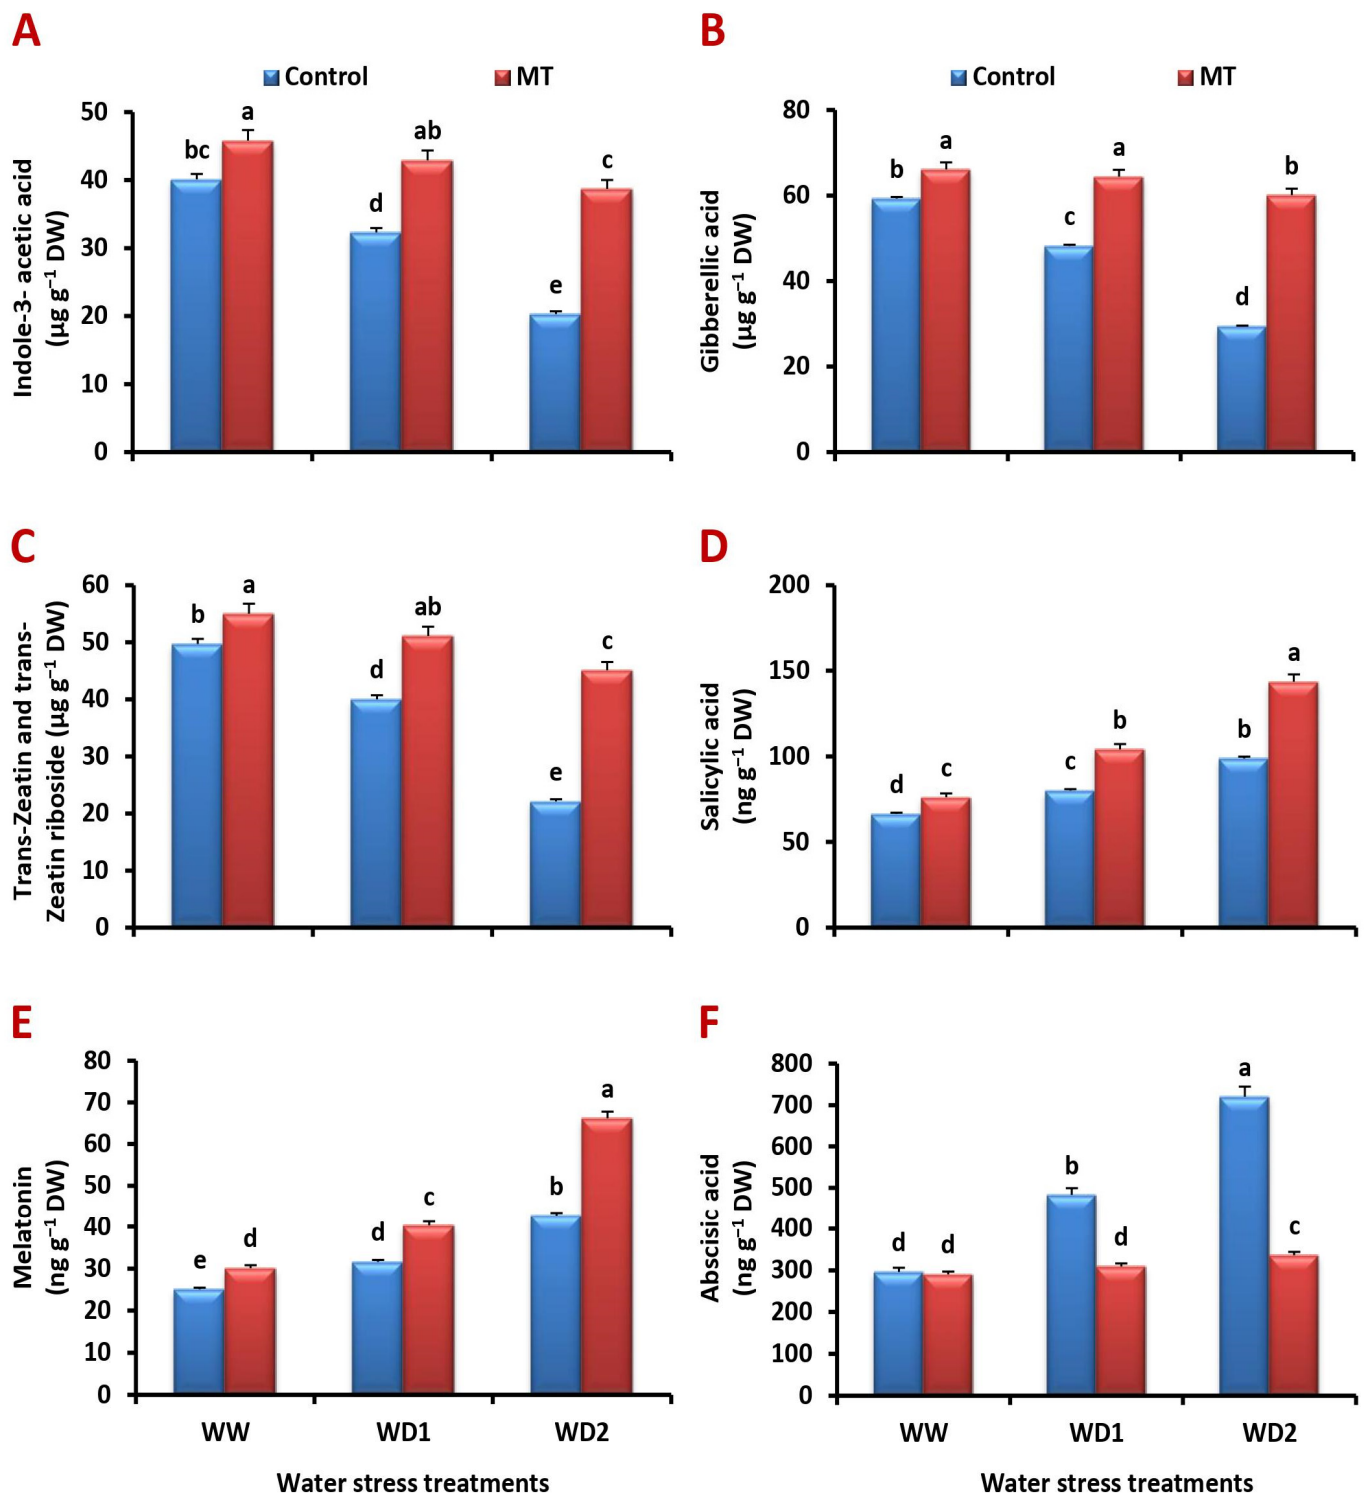 A
Control MT
50
40
30
20
10
0
Indole-3- acetic acid
(µg g⁻¹ DW)
bc a d ab e c
B
Control MT
80
60
40
20
0
Gibberellic acid
(µg g⁻¹ DW)
b a c a d b
C
60
50
40
30
20
10
0
Trans-Zeatin and trans-
Zeatin riboside (µg g⁻¹ DW)
b a d ab e c
D
200
150
100
50
0
Salicylic acid
(ng g⁻¹ DW)
d c c b b a
E
80
70
60
50
40
30
20
10
0
Melatonin
(ng g⁻¹ DW)
e d d c b a
WW WD1 WD2
Water stress treatments
F
800
700
600
500
400
300
200
100
0
Abscisic acid
(ng g⁻¹ DW)
d d b d a c
WW WD1 WD2
Water stress treatments